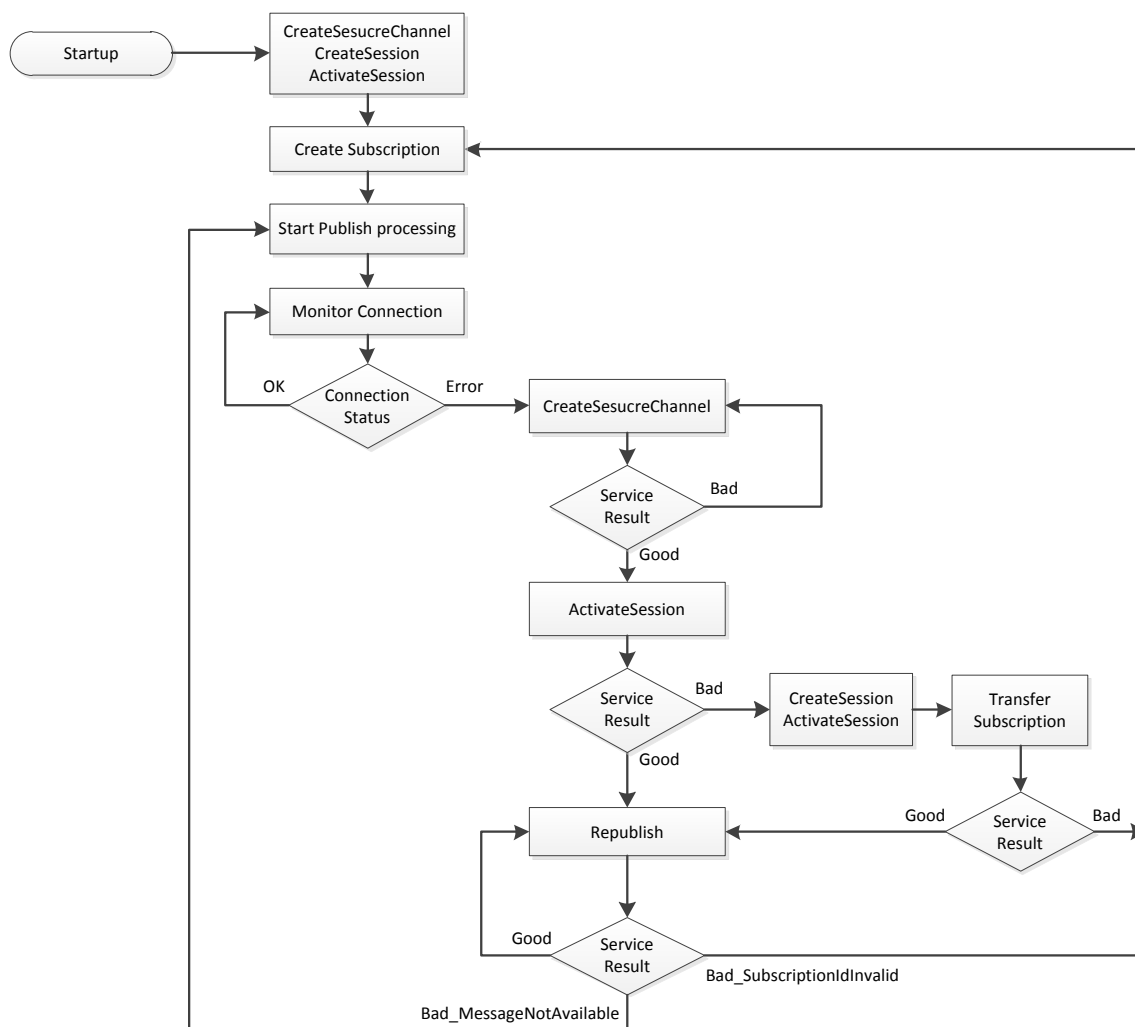 Startup
CreateSesucreChannel
CreateSession
ActivateSession
Create Subscription
Start Publish processing
Monitor Connection
OK
Connection
Status
Error
CreateSesucreChannel
Service
Result
Bad
Good
ActivateSession
Service
Result
Bad
CreateSession
ActivateSession
Transfer
Subscription
Good
Republish
Good
Service
Result
Bad
Good
Service
Result
Bad_SubscriptionIdInvalid
Bad_MessageNotAvailable